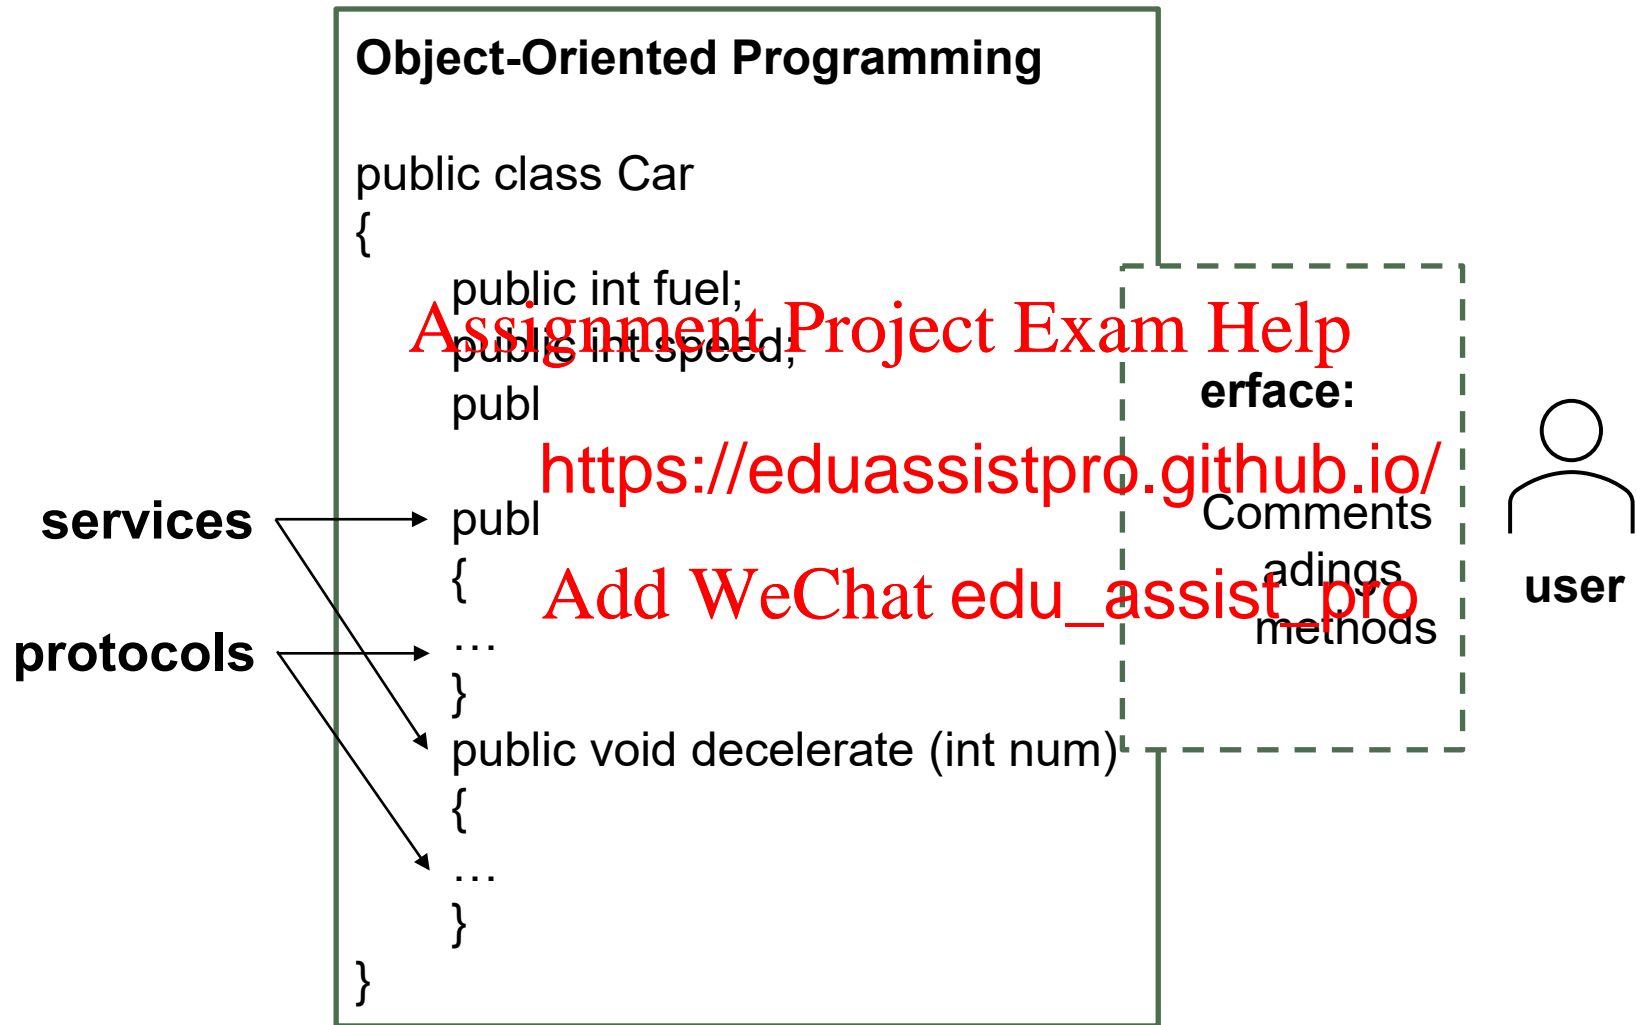 Object-Oriented Programming
public class Car
{
public int fuel;
Assignment Project Exam Help
public int speed;
erface:
publ
https://eduassistpro.github.io/
services
publ
Comments
{
Add WeChat edu_assist_pro
adings
user
methods
protocols
…
}
public void decelerate (int num)
{
…
}
}